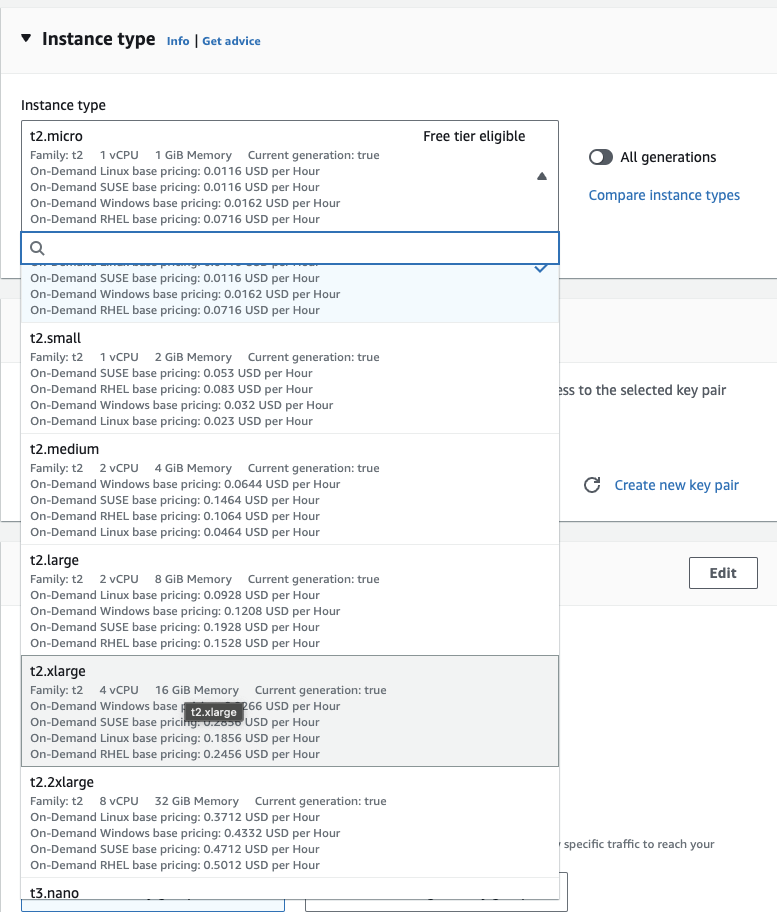 Instance type Info | Get advice
Instance type
t2.micro Free tier eligible
Family: t2 1 vCPU 1 GiB Memory Current generation: true
On-Demand Linux base pricing: 0.0116 USD per Hour
On-Demand SUSE base pricing: 0.0116 USD per Hour
On-Demand Windows base pricing: 0.0162 USD per Hour
On-Demand RHEL base pricing: 0.0716 USD per Hour
All generations
Compare instance types
On-Demand SUSE base pricing: 0.0116 USD per Hour
On-Demand Windows base pricing: 0.0162 USD per Hour
On-Demand RHEL base pricing: 0.0716 USD per Hour
t2.small
Family: t2 1 vCPU 2 GiB Memory Current generation: true
On-Demand SUSE base pricing: 0.053 USD per Hour
On-Demand RHEL base pricing: 0.083 USD per Hour
On-Demand Windows base pricing: 0.032 USD per Hour
On-Demand Linux base pricing: 0.023 USD per Hour
to the selected key pair
t2.medium
Family: t2 2 vCPU 4 GiB Memory Current generation: true
On-Demand Windows base pricing: 0.0644 USD per Hour
On-Demand SUSE base pricing: 0.1464 USD per Hour
On-Demand RHEL base pricing: 0.1064 USD per Hour
On-Demand Linux base pricing: 0.0464 USD per Hour
Create new key pair
t2.large
Family: t2 2 vCPU 8 GiB Memory Current generation: true
On-Demand Linux base pricing: 0.0928 USD per Hour
On-Demand Windows base pricing: 0.1208 USD per Hour
On-Demand SUSE base pricing: 0.1928 USD per Hour
On-Demand RHEL base pricing: 0.1528 USD per Hour
Edit
t2.xlarge
Family: t2 4 vCPU 16 GiB Memory Current generation: true
On-Demand Windows base USD per Hour
t2.xlarge
On-Demand SUSE base pricing: 0.2856 USD per Hour
On-Demand Linux base pricing: 0.1856 USD per Hour
On-Demand RHEL base pricing: 0.2456 USD per Hour
t2.2xlarge
Family: t2 8 vCPU 32 GiB Memory Current generation: true
On-Demand Linux base pricing: 0.3712 USD per Hour
On-Demand Windows base pricing: 0.4332 USD per Hour
On-Demand SUSE base pricing: 0.4712 USD per Hour
On-Demand RHEL base pricing: 0.5012 USD per Hour
specific traffic to reach your
t3.nano